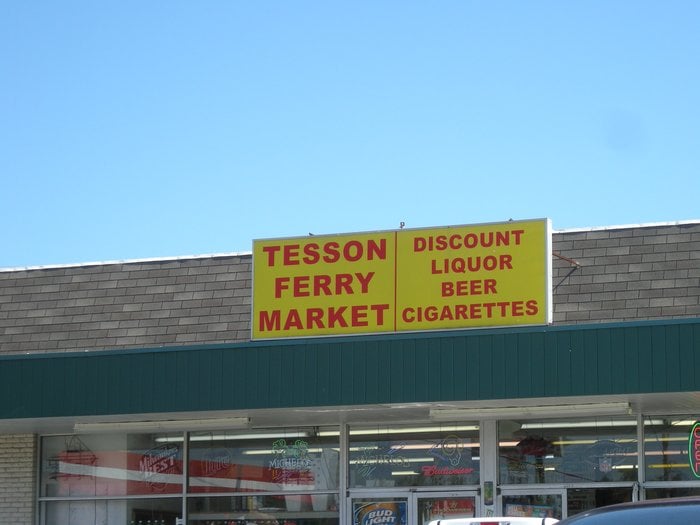 TESSON
FERRY
MARKET
DISCOUNT
LIQUOR
BEER
CIGARETTES
Budweiser
BUD
LIGHT